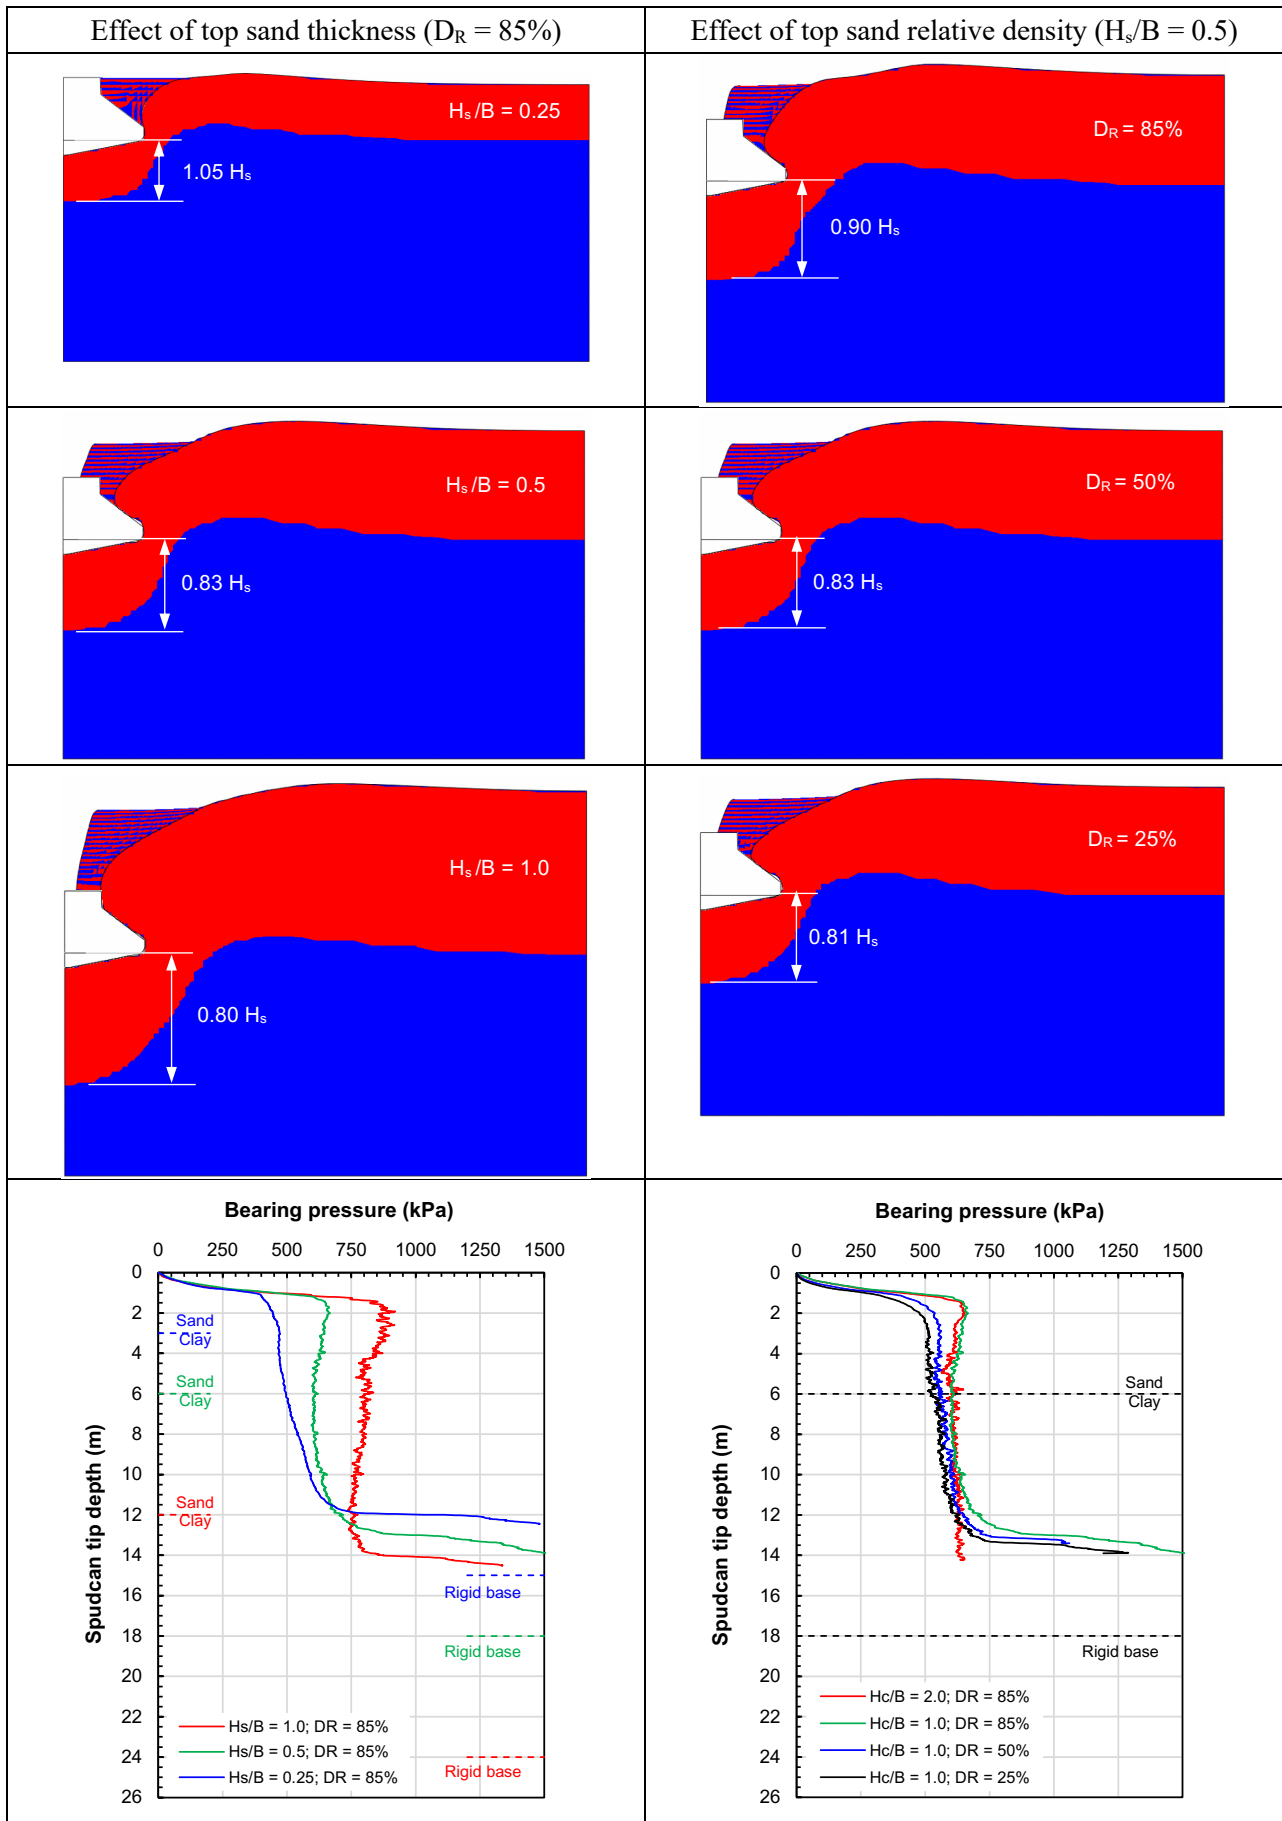 Effect of top sand thickness (DR = 85%)
Effect of top sand relative density (Hs/B = 0.5)
Hs/B = 0.25
1.05 Hs
DR = 85%
0.90 Hs
Hs/B = 0.5
0.83 Hs
DR = 50%
0.83 Hs
Hs/B = 1.0
0.80 Hs
DR = 25%
0.81 Hs
Bearing pressure (kPa)
0 250 500 750 1000 1250 1500
Spudcan tip depth (m)
0
2
4
6
8
10
12
14
16
18
20
22
24
26
Sand
Clay
Sand
Clay
Sand
Clay
Rigid base
Rigid base
Rigid base
Hs/B = 1.0; DR = 85%
Hs/B = 0.5; DR = 85%
Hs/B = 0.25; DR = 85%
Bearing pressure (kPa)
0 250 500 750 1000 1250 1500
Spudcan tip depth (m)
0
2
4
6
8
10
12
14
16
18
20
22
24
26
Sand
Clay
Rigid base
Hc/B = 2.0; DR = 85%
Hc/B = 1.0; DR = 85%
Hc/B = 1.0; DR = 50%
Hc/B = 1.0; DR = 25%